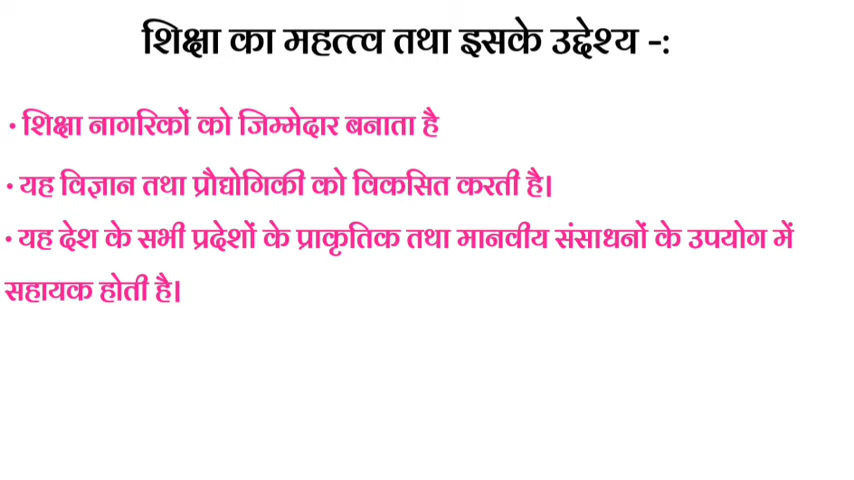 शिक्षा का महत्त्व तथा इसके उद्देश्य -:
• शिक्षा नागरिकों को जिम्मेदार बनाता है
• यह विज्ञान तथा प्रौद्योगिकी को विकसित करती है।
• यह देश के सभी प्रदेशों के प्राकृतिक तथा मानवीय संसाधनों के उपयोग में
सहायक होती है।